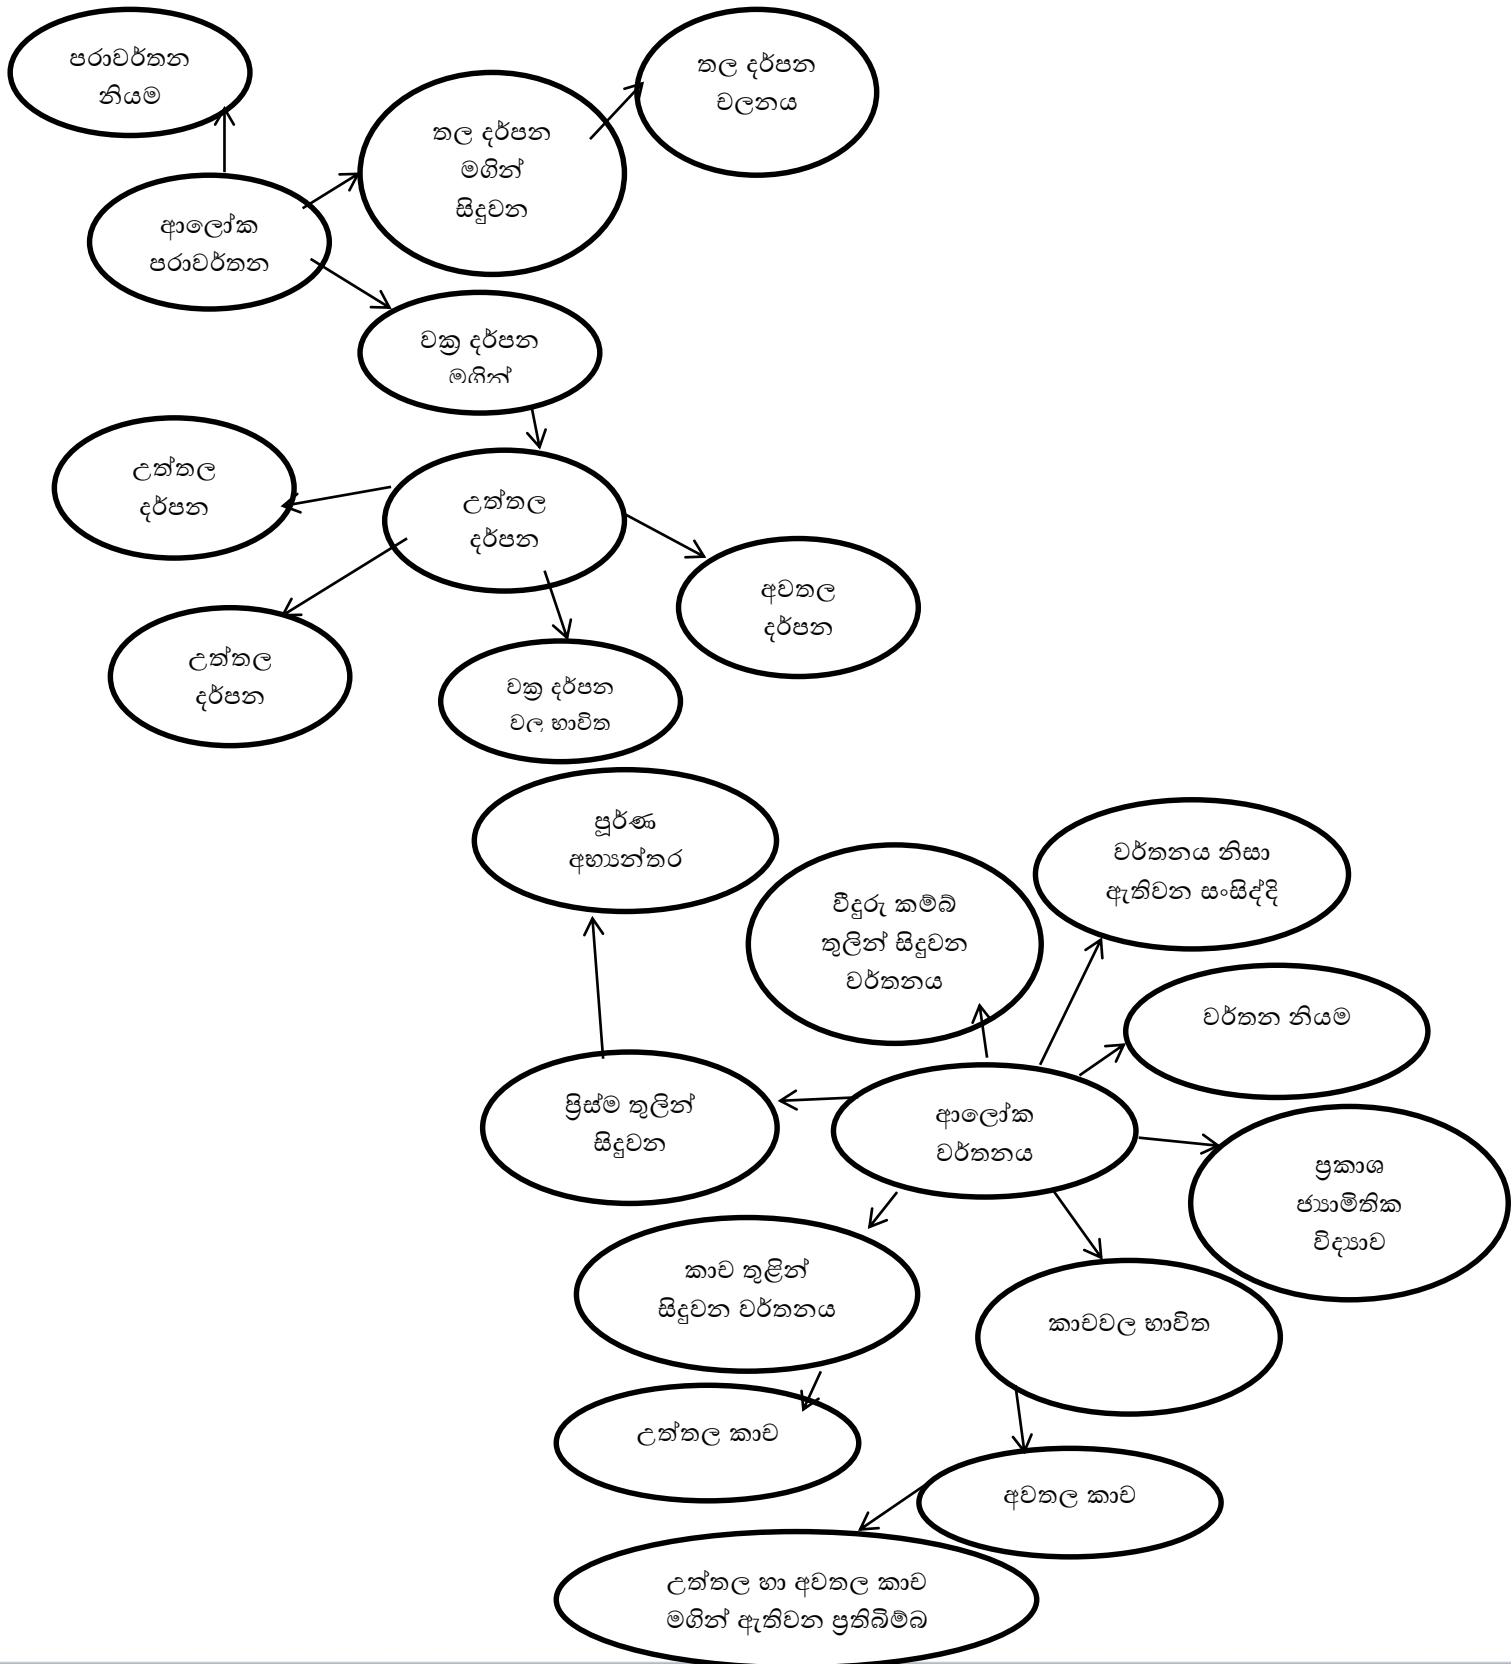 පරාවර්තන
නියම
තල දර්පන
චලනය
තල දර්පන
මගින්
සිදුවන
ආලෝක
පරාවර්තන
වක්‍ර දර්පන
මගින්
උත්තල
දර්පන
උත්තල
දර්පන
අවතල
දර්පන
උත්තල
දර්පන
වක්‍ර දර්පන
වල භාවිත
පූර්ණ
අභ්‍යන්තර
වර්තනය නිසා
ඇතිවන සංසිද්දි
වීදුරු කම්බි
තුලින් සිදුවන
වර්තනය
වර්තන නියම
ප්‍රිස්ම තුලින්
සිදුවන
ආලෝක
වර්තනය
ප්‍රකාශ
ජ්‍යාමිතික
විද්‍යාව
කාච තුළින්
සිදුවන වර්තනය
කාචවල භාවිත
උත්තල කාච
අවතල කාච
උත්තල හා අවතල කාච
මගින් ඇතිවන ප්‍රතිබිම්බ